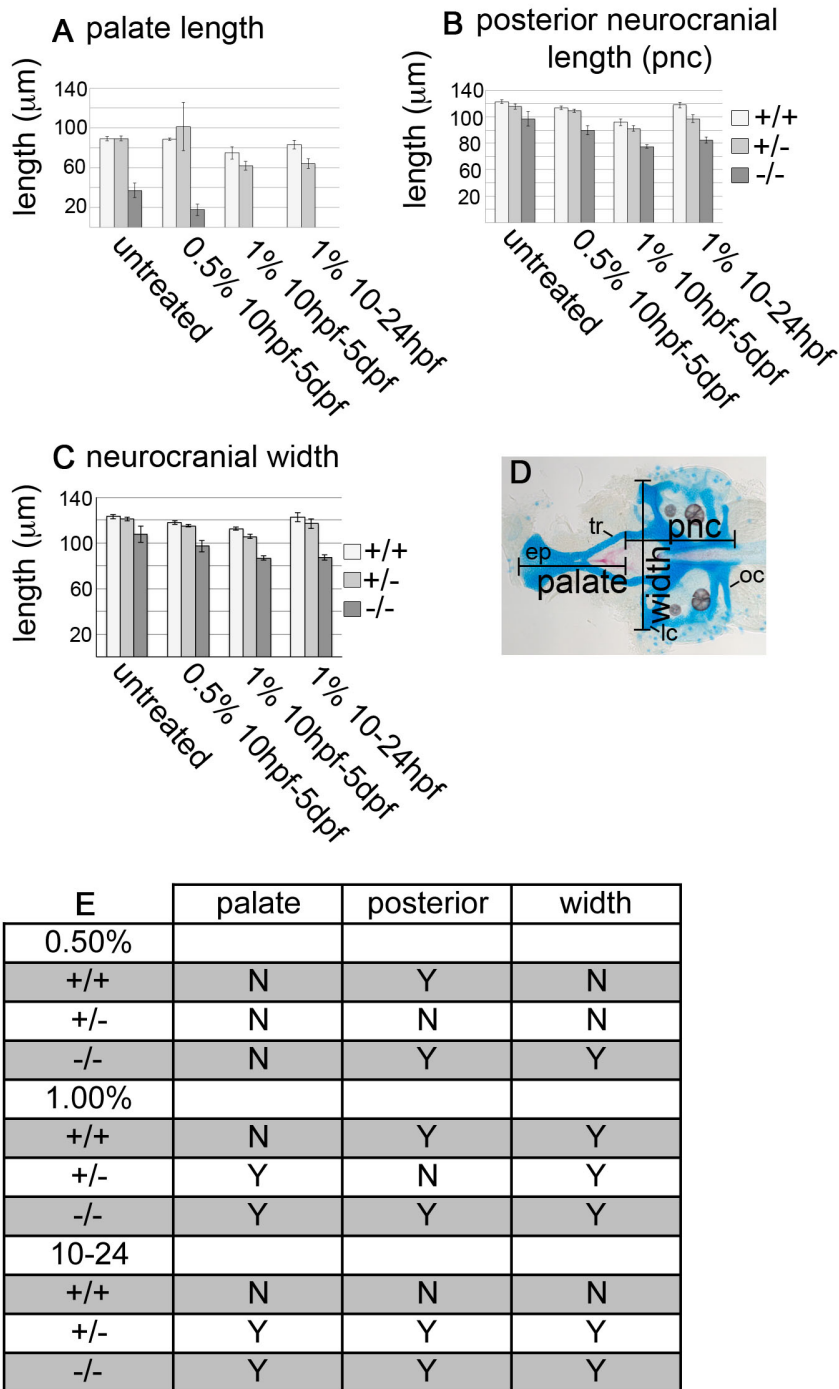 A palate length
length (μm)
140
100
60
20
untreated
0.5% 10hpf-5dpf
1% 10hpf-5dpf
1% 10-24hpf
B posterior neurocranial
length (pnc)
length (μm)
140
100
60
20
untreated
0.5% 10hpf-5dpf
1% 10hpf-5dpf
1% 10-24hpf
+/+
+/-
-/-
C neurocranial width
length (μm)
140
100
60
20
untreated
0.5% 10hpf-5dpf
1% 10hpf-5dpf
1% 10-24hpf
+/+
+/-
-/-
D
tr
pnc
ep
palate
width
oc
lc
E palate posterior width
0.50%
+/+ N Y N
+/- N N N
-/- N Y Y
1.00%
+/+ N Y Y
+/- Y N Y
-/- Y Y Y
10-24
+/+ N N N
+/- Y Y Y
-/- Y Y Y